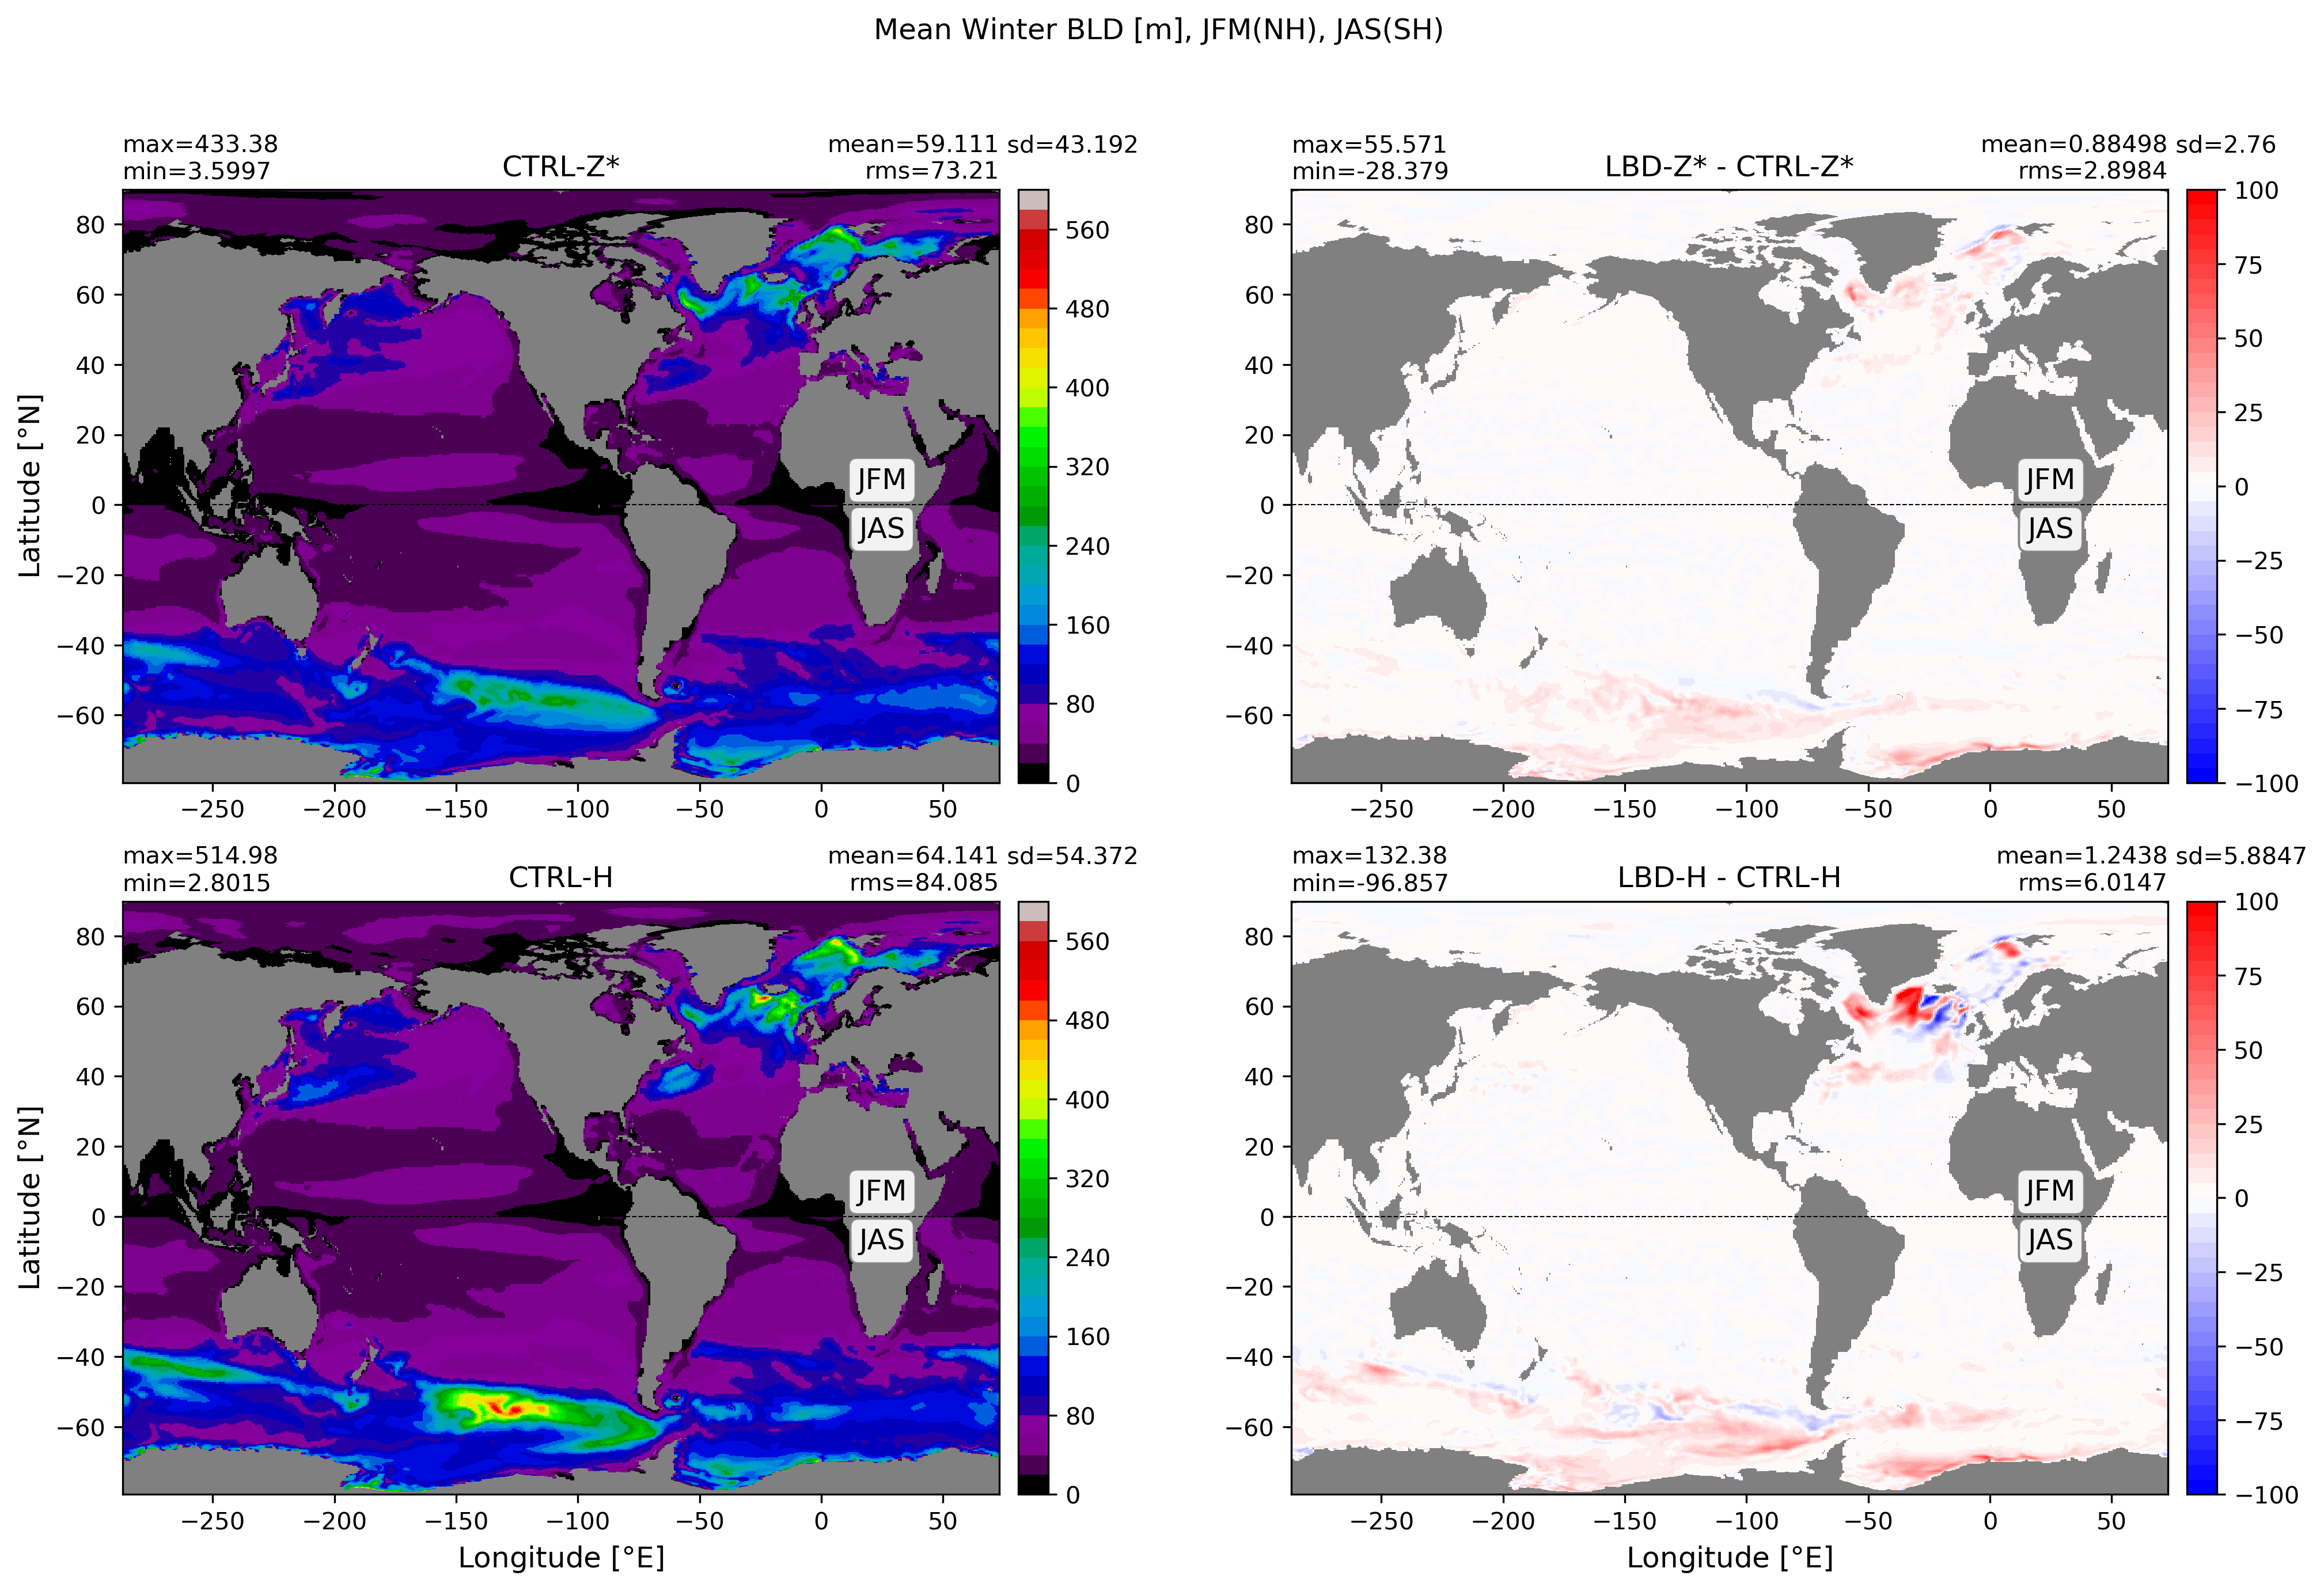 Mean Winter BLD [m], JFM(NH), JAS(SH)
max=433.38
min=3.5997
CTRL-Z*
mean=59.111 sd=43.192
rms=73.21
Latitude [°N]
80
60
40
20
0
−20
−40
−60
JFM
JAS
−250 −200 −150 −100 −50 0 50
560
480
400
320
240
160
80
0
max=55.571
min=-28.379
LBD-Z* - CTRL-Z*
mean=0.88498 sd=2.76
rms=2.8984
80
60
40
20
0
−20
−40
−60
JFM
JAS
−250 −200 −150 −100 −50 0 50
100
75
50
25
0
−25
−50
−75
−100
max=514.98
min=2.8015
CTRL-H
mean=64.141 sd=54.372
rms=84.085
Latitude [°N]
80
60
40
20
0
−20
−40
−60
JFM
JAS
−250 −200 −150 −100 −50 0 50
Longitude [°E]
560
480
400
320
240
160
80
0
max=132.38
min=-96.857
LBD-H - CTRL-H
mean=1.2438 sd=5.8847
rms=6.0147
80
60
40
20
0
−20
−40
−60
JFM
JAS
−250 −200 −150 −100 −50 0 50
Longitude [°E]
100
75
50
25
0
−25
−50
−75
−100